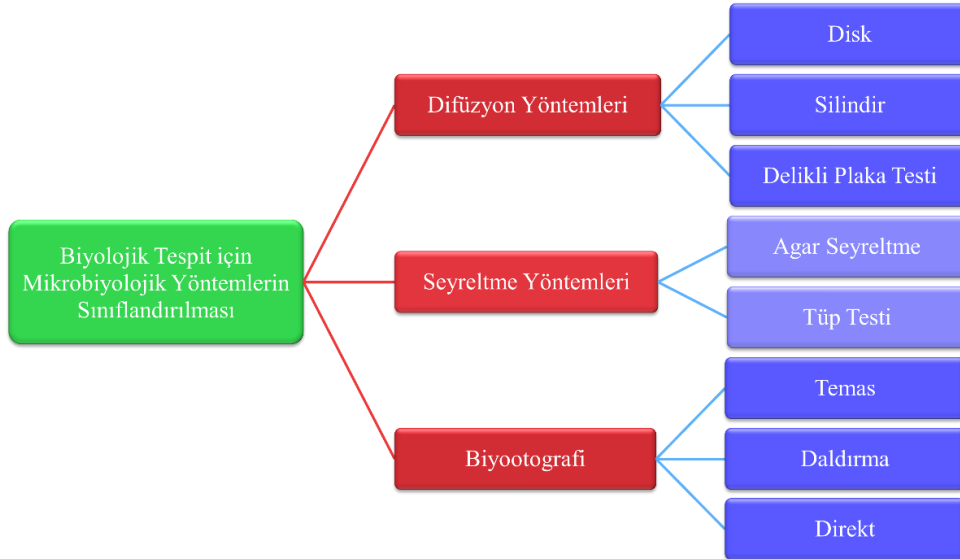 Biyolojik Tespit için
Mikrobiyolojik Yöntemlerin
Sınıflandırılması
Difüzyon Yöntemleri
Disk
Silindir
Delikli Plaka Testi
Seyreltme Yöntemleri
Agar Seyreltme
Tüp Testi
Biyootografi
Temas
Daldırma
Direkt